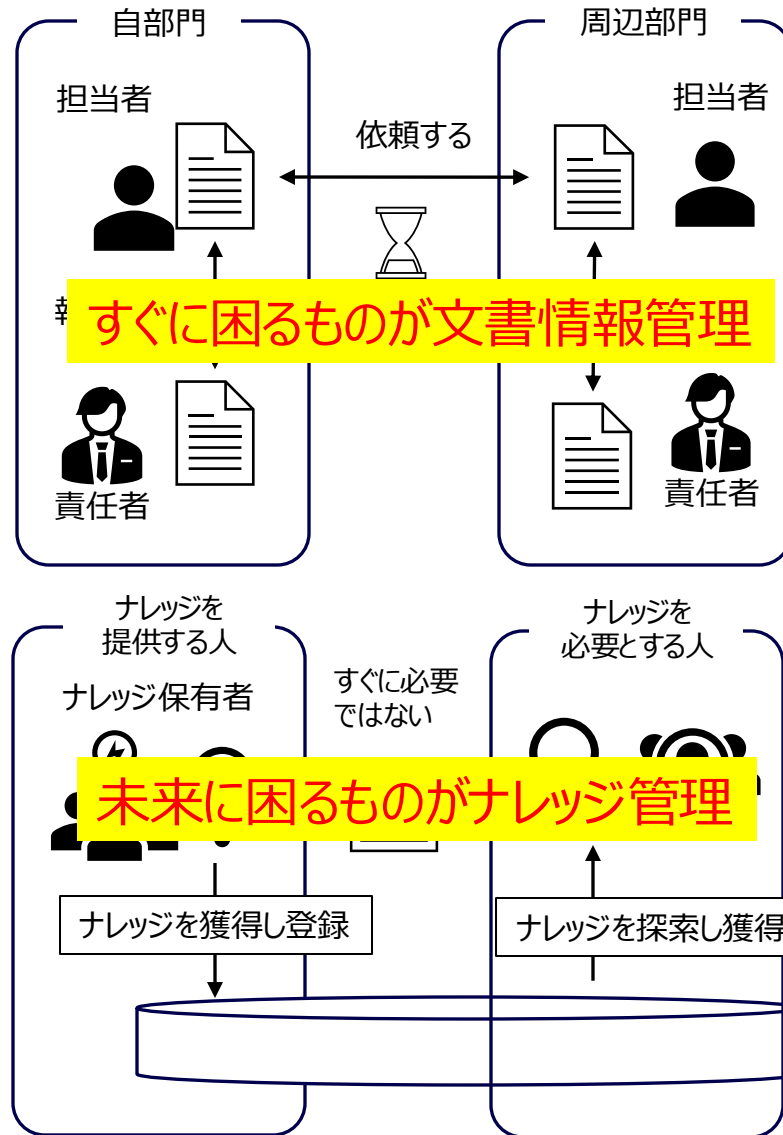 自部門
周辺部門
担当者
担当者
依頼する
すぐに困るものが文書情報管理
責任者
責任者
ナレッジを
提供する人
ナレッジを
必要とする人
ナレッジ保有者
すぐに必要
ではない
未来に困るものがナレッジ管理
ナレッジを獲得し登録
ナレッジを探索し獲得